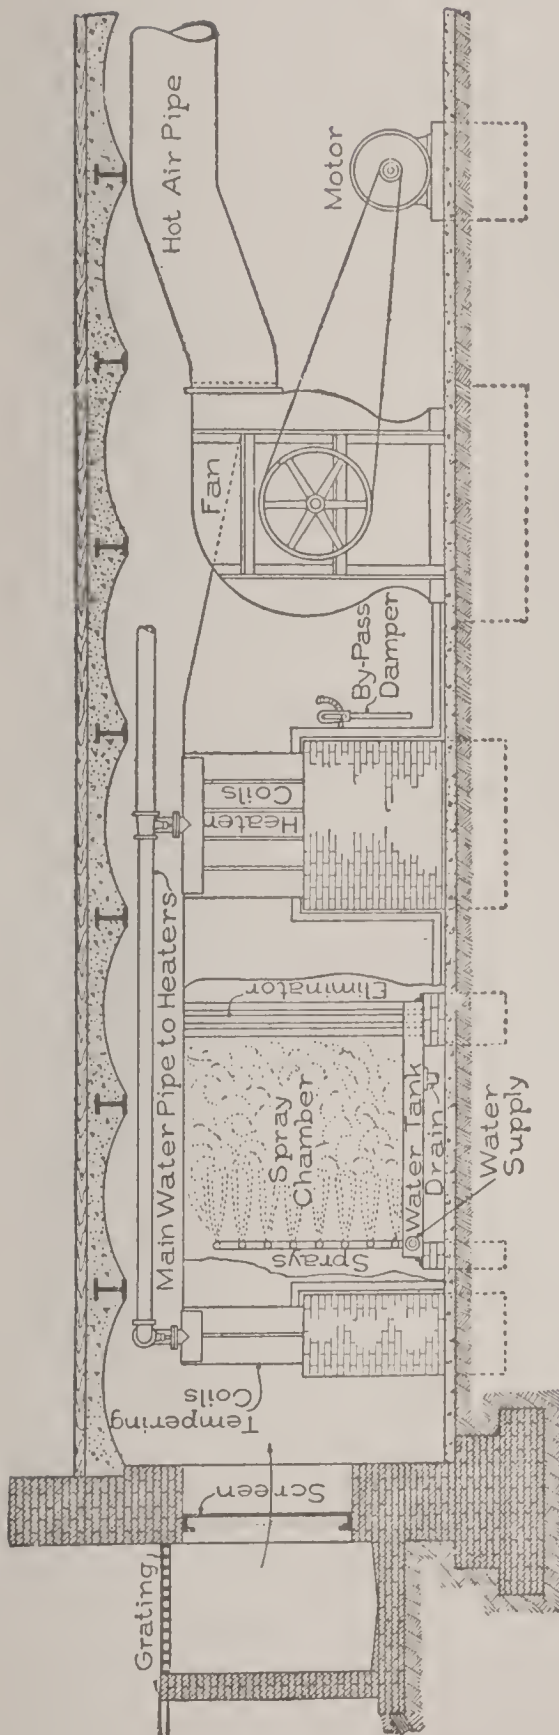 Grating
Screen
Tempering
Coils
Main Water Pipe to Heaters
Sprays
Spray
Chamber
Eliminator
Water Tank
Drain
Water
Supply
Heater
Coils
By-Pass
Damper
Fan
Hot Air Pipe
Motor